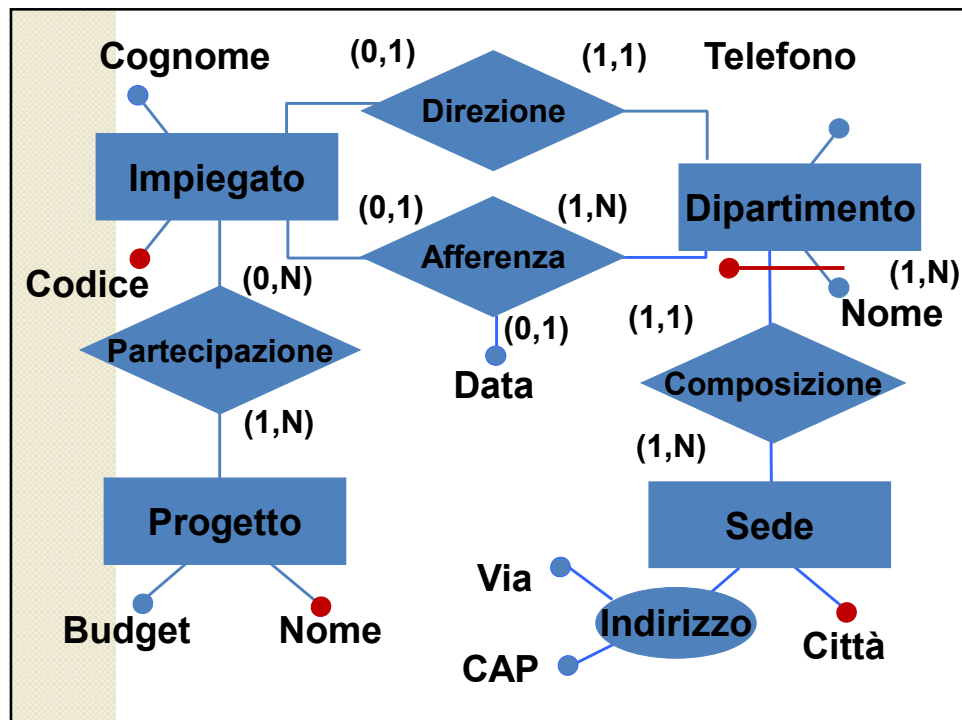 Cognome
(0,1)
(1,1)
Telefono
Direzione
Impiegato
(0,1)
(1,N)
Dipartimento
Afferenza
Codice
(0,N)
(0,1)
(1,1)
(1,N)
Nome
Partecipazione
Data
Composizione
(1,N)
(1,N)
Progetto
Sede
Via
Indirizzo
Budget
Nome
CAP
Città